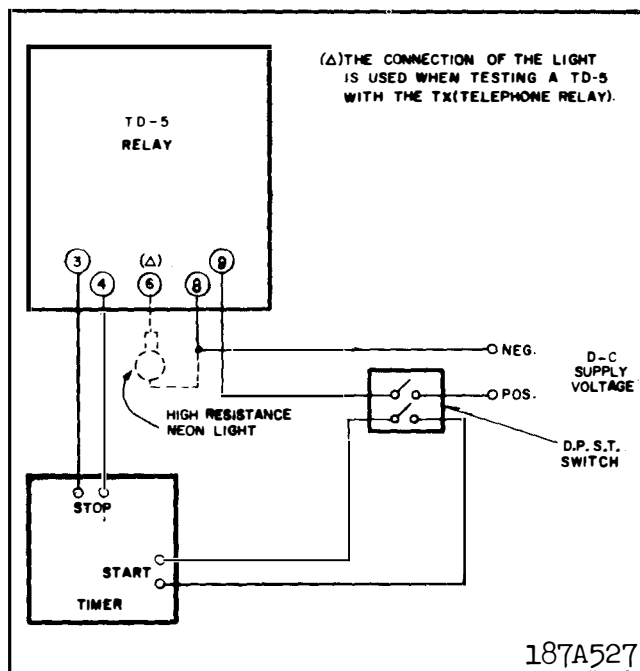 (Δ)THE CONNECTION OF THE LIGHT
IS USED WHEN TESTING A TD-5
WITH THE TX(TELEPHONE RELAY).
TD-5
RELAY
3
4
(Δ)
6
8
9
NEG.
POS.
D-C
SUPPLY
VOLTAGE
HIGH RESISTANCE
NEON LIGHT
D.P.S.T.
SWITCH
STOP
START
TIMER
187A527